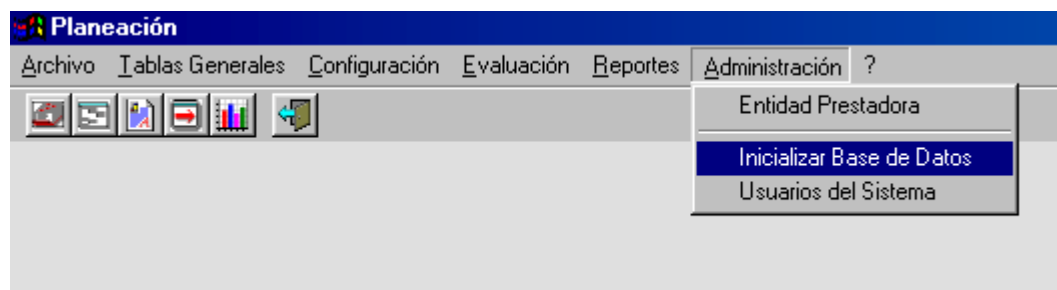 Planeación
Archivo Tablas Generales Configuración Evaluación Reportes Administración ?
Entidad Prestadora
Inicializar Base de Datos
Usuarios del Sistema